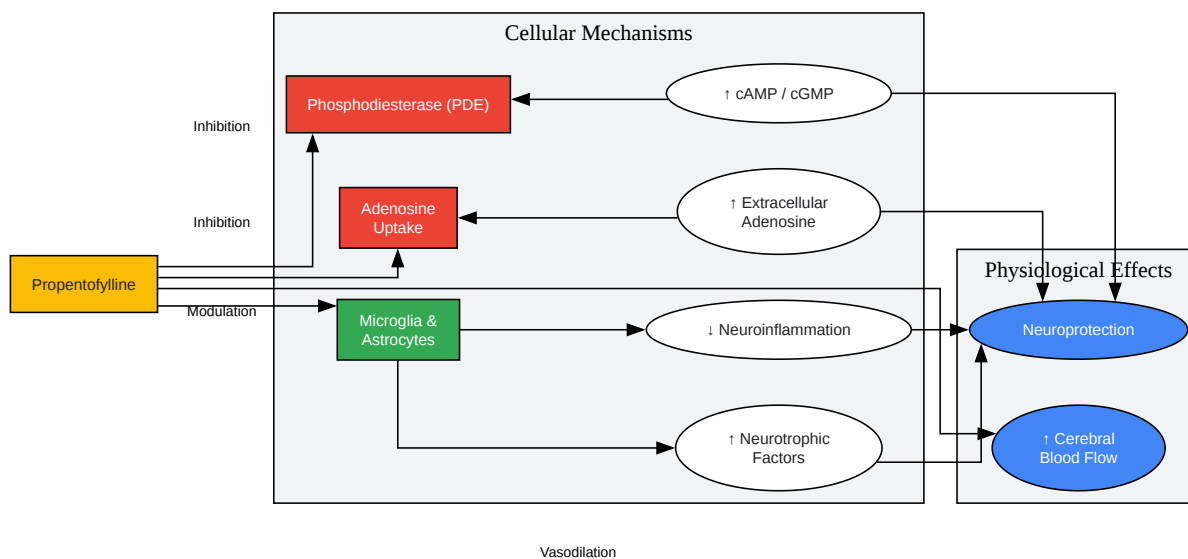 Cellular Mechanisms
Phosphodiesterase (PDE)
↑ cAMP / cGMP
Inhibition
Adenosine
Uptake
↑ Extracellular
Adenosine
Inhibition
Propentofylline
Physiological Effects
Modulation
Microglia &
Astrocytes
↓ Neuroinflammation
Neuroprotection
↑ Neurotrophic
Factors
↑ Cerebral
Blood Flow
Vasodilation